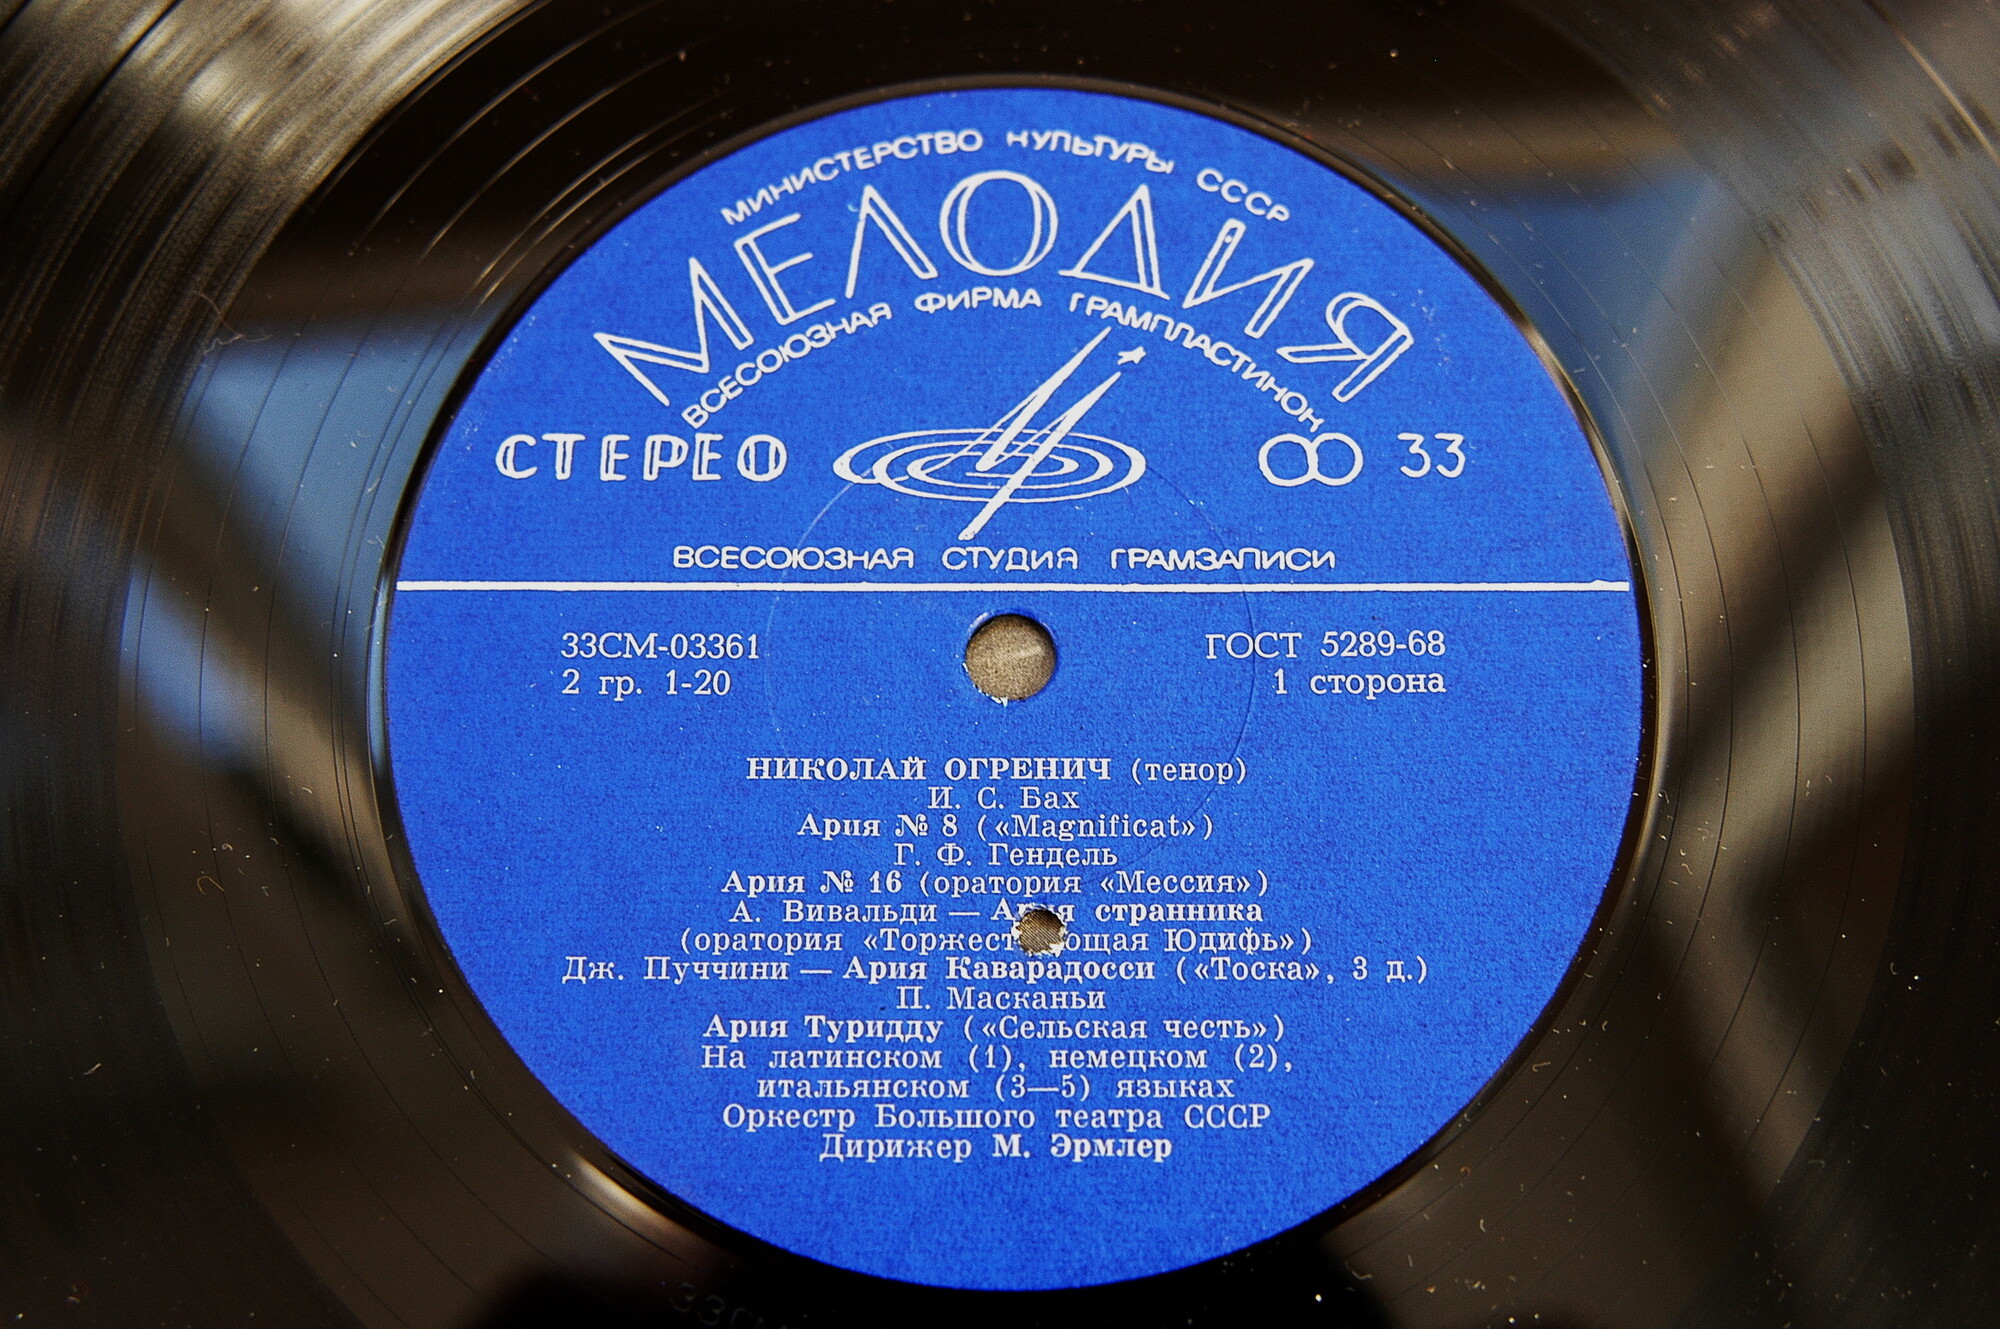 МИНИСТЕРСТВО КУЛЬТУРЫ СССР
МЕЛОДИЯ
ВСЕСОЮЗНАЯ ФИРМА ГРАМПЛАСТИНОК
СТЕРЕО 33
ВСЕСОЮЗНАЯ СТУДИЯ ГРАМЗАПИСИ
33СМ-03361 ГОСТ 5289-68
2 гр. 1-20 1 сторона
НИКОЛАЙ ОГРЕНИЧ (тенор)
И. С. Бах
Ария № 8 («Magnificat»)
Г. Ф. Гендель
Ария № 16 (оратория «Мессия»)
А. Вивальди — странника
(оратория Юдифь»)
Дж. Пуччини — Ария Каварадосси («Тоска», 3 д.)
П. Масканьи
Ария Туридду («Сельская честь»)
На латинском (1), немецком (2),
итальянском (3—5) языках
Оркестр Большого театра СССР
Дирижер М. Эрмлер